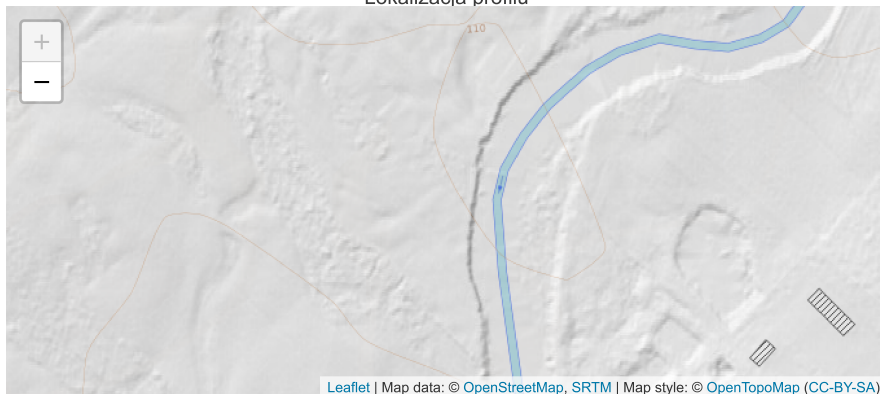 Lokalizacja profilu
110
+
−
Leaflet | Map data: © OpenStreetMap, SRTM | Map style: © OpenTopoMap (CC-BY-SA)